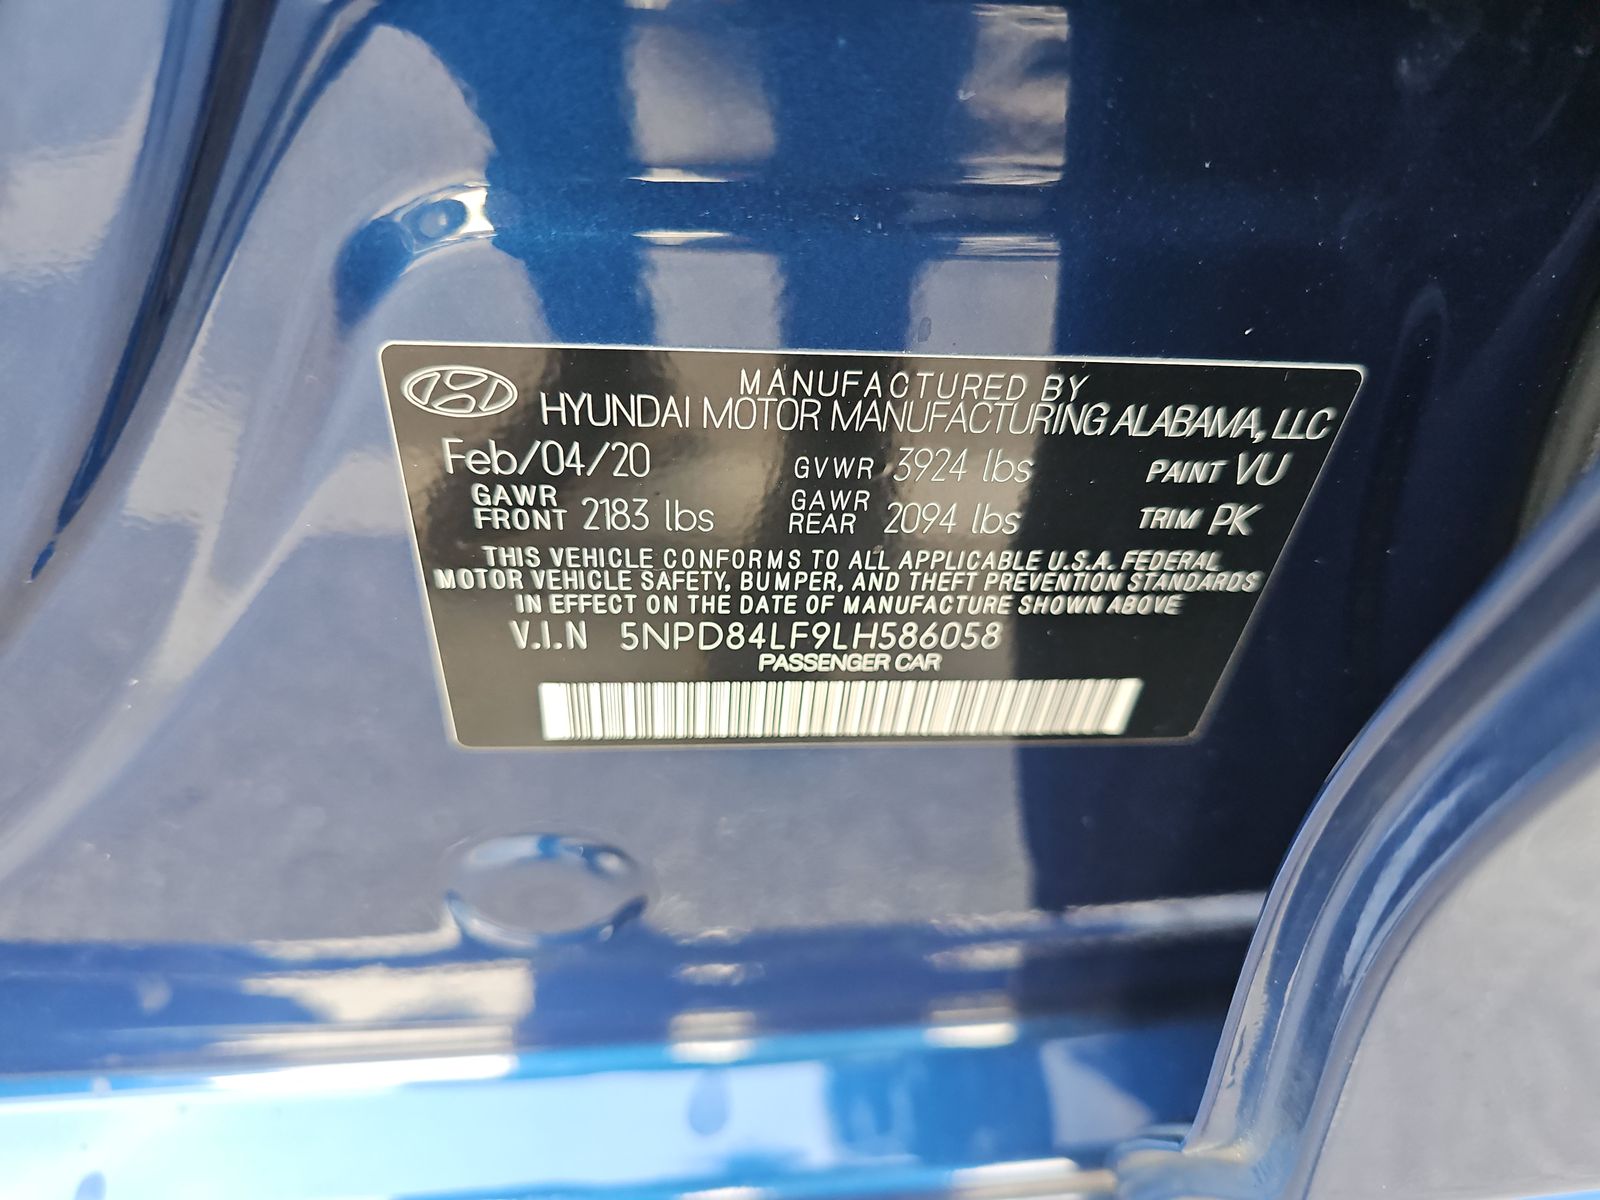 MANUFACTURED BY
HYUNDAI MOTOR MANUFACTURING ALABAMA, LLC
Feb/04/20 GVWR 3924 lbs PAINT VU
GAWR FRONT 2183 lbs GAWR REAR 2094 lbs TRIM PK
THIS VEHICLE CONFORMS TO ALL APPLICABLE U.S.A. FEDERAL
MOTOR VEHICLE SAFETY, BUMPER, AND THEFT PREVENTION STANDARDS
IN EFFECT ON THE DATE OF MANUFACTURE SHOWN ABOVE
V.I.N 5NPD84LF9LH586058
PASSENGER CAR